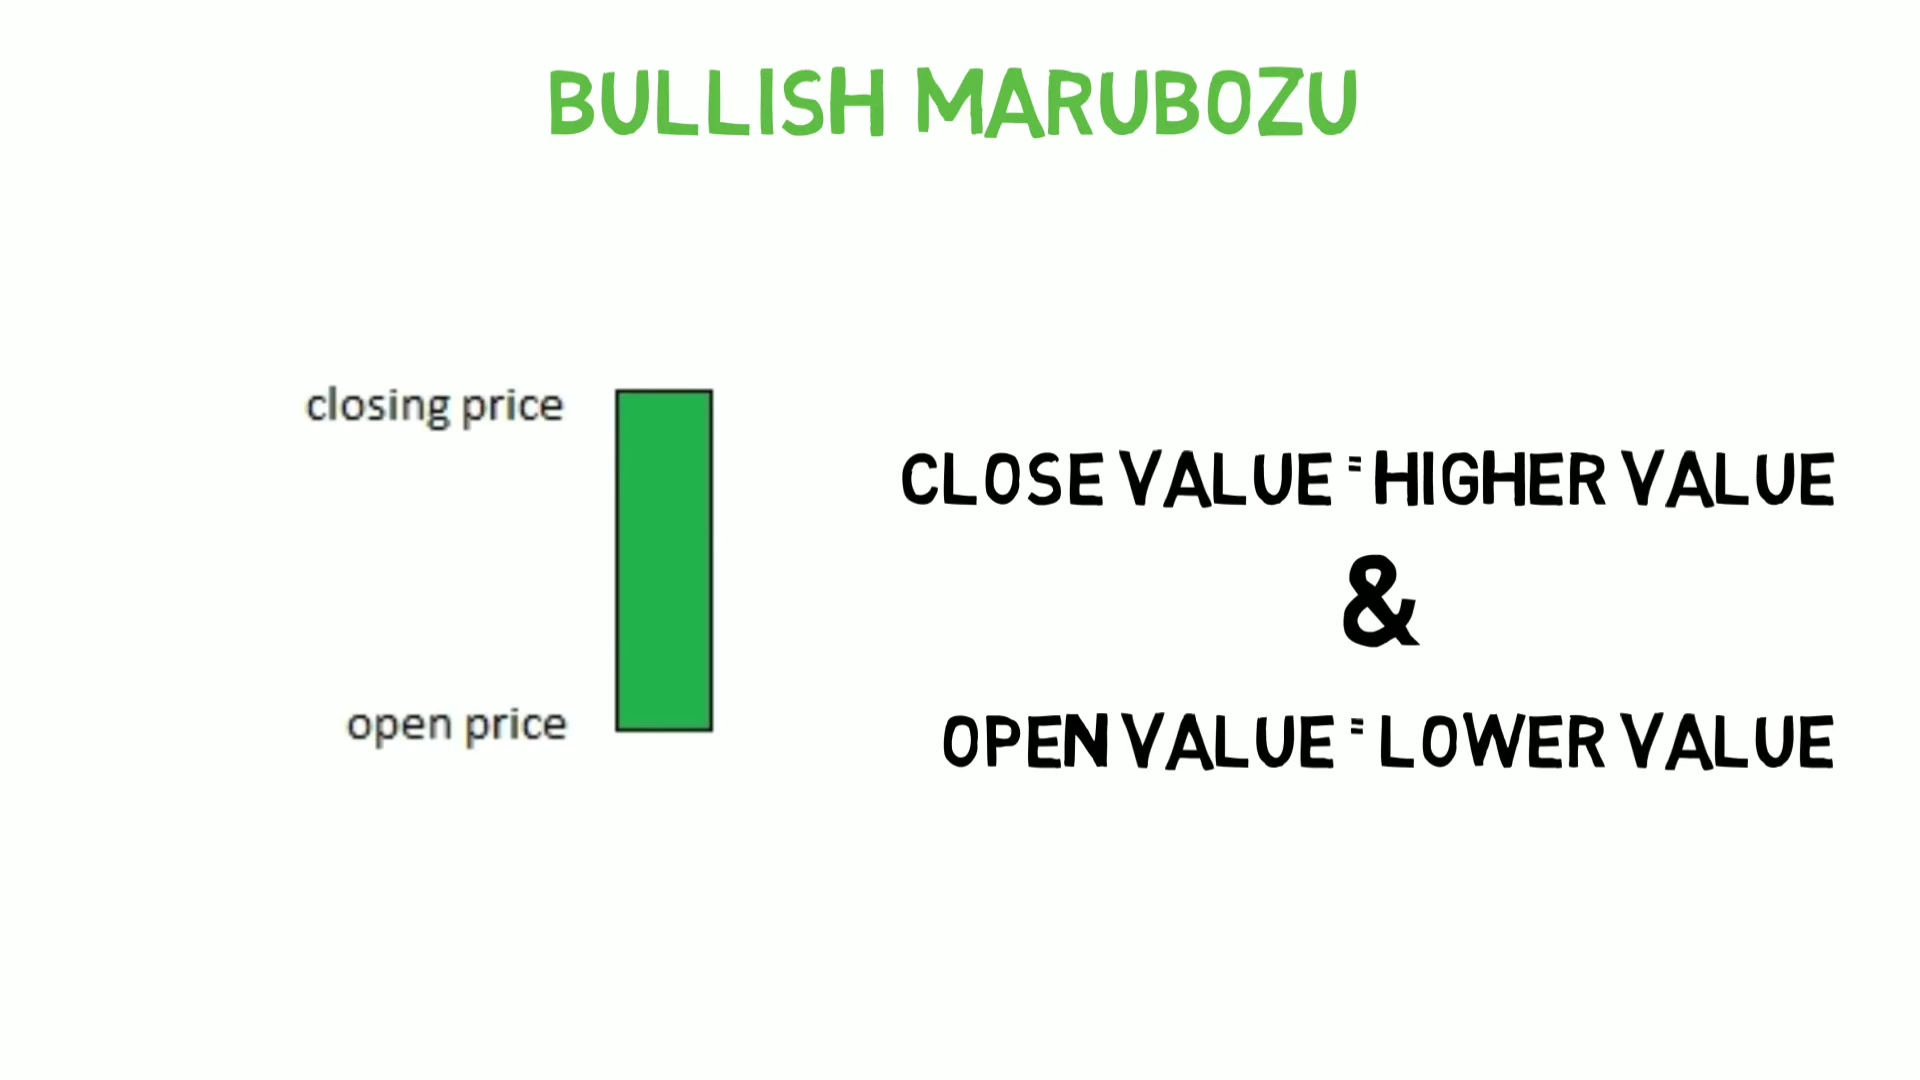 BULLISH MARUBOZU
closing price
CLOSE VALUE = HIGHER VALUE
&
open price
OPEN VALUE = LOWER VALUE